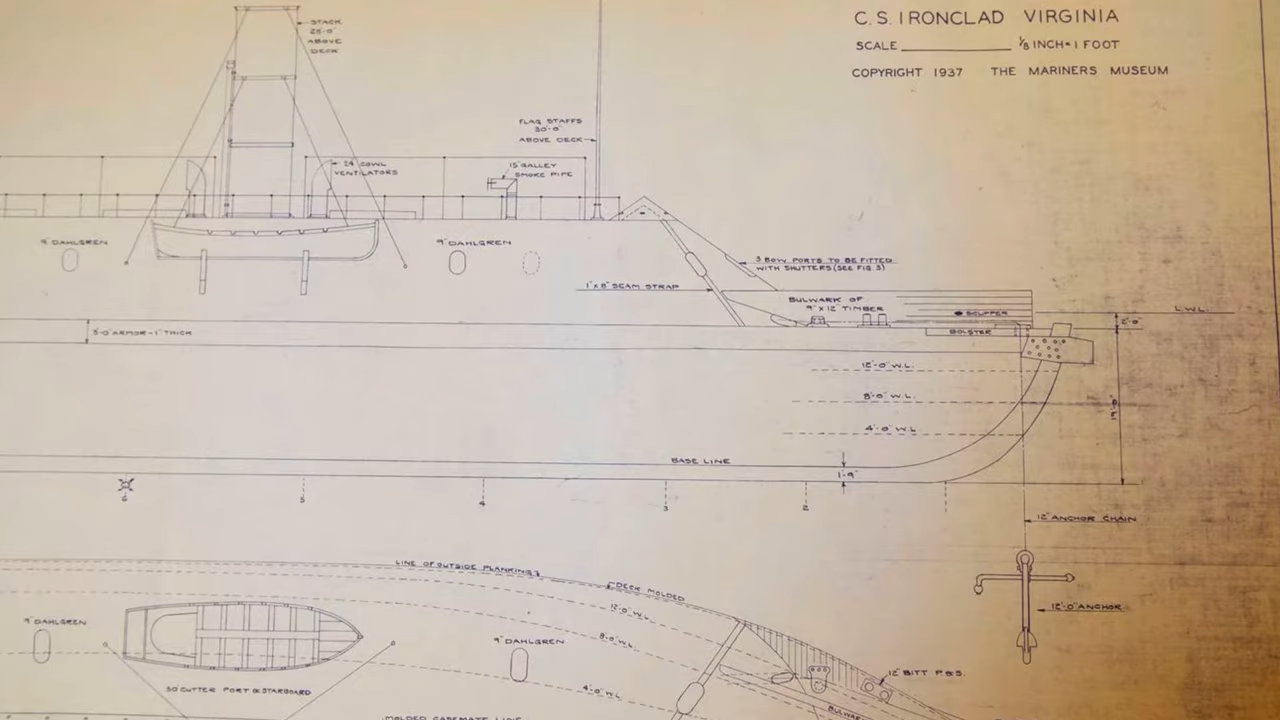 C.S. IRONCLAD VIRGINIA
SCALE ⅛ INCH=1 FOOT
COPYRIGHT 1937 THE MARINERS MUSEUM
STACK
25'-0"
ABOVE
DECK
FLAG STAFFS
30'-0"
ABOVE DECK
24" COWL
VENTILATORS
15" GALLEY
SMOKE PIPE
9" DAHLGREN
9" DAHLGREN
3 BOW PORTS TO BE FITTED
WITH SHUTTERS (SEE FIG 3)
1"x8" SEAM STRAP
BULWARK OF
9"x12" TIMBER
SCUPPER
L.W.L.
2'-0"
BOLSTER
3'-0" ARMOR-1" THICK
12'-0" W.L.
8'-0" W.L.
4'-0" W.L
BASE LINE
1'-9"
6
5
4
3
2
12" ANCHOR CHAIN
12'-0" ANCHOR
LINE OF OUTSIDE PLANKING
DECK MOLDED
12'-0" W.L.
8'-0" W.L.
4'-0" W.L
9" DAHLGREN
9" DAHLGREN
30' CUTTER PORT & STARBOARD
12" BITT P.&S.
MOLDED CASEMATE LINE